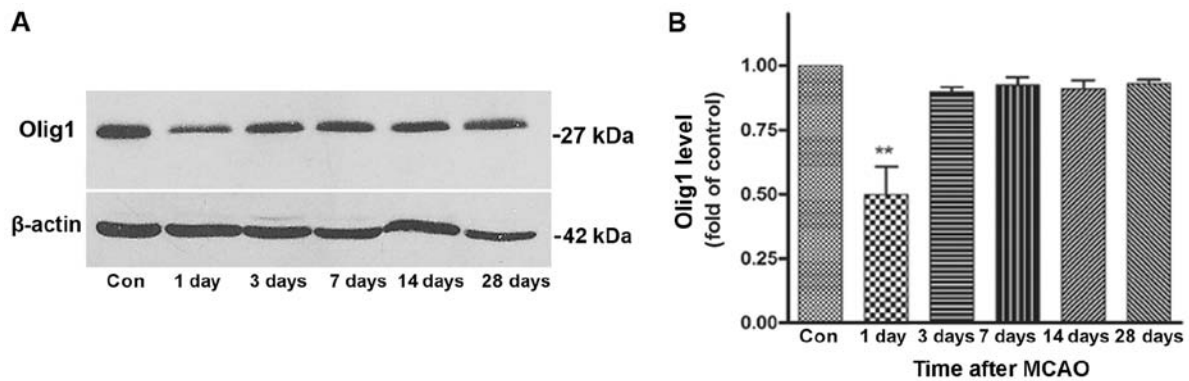 A
Olig1
-27 kDa
β-actin
-42 kDa
Con 1 day 3 days 7 days 14 days 28 days
B
Olig1 level
(fold of control)
1.00
0.75
0.50
0.25
0.00
**
Con 1 day 3 days 7 days 14 days 28 days
Time after MCAO